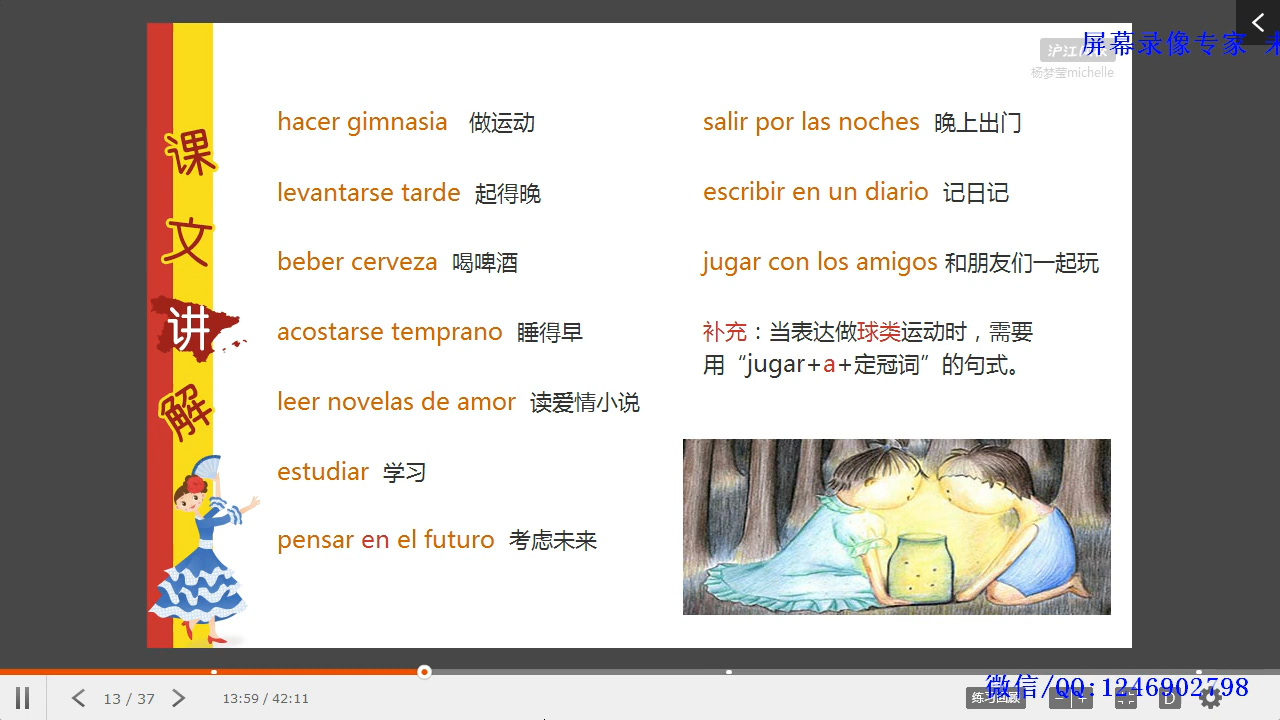 屏幕录像专家
沪江
杨梦莹michelle
课文讲解
hacer gimnasia 做运动
levantarse tarde 起得晚
beber cerveza 喝啤酒
acostarse temprano 睡得早
leer novelas de amor 读爱情小说
estudiar 学习
pensar en el futuro 考虑未来
salir por las noches 晚上出门
escribir en un diario 记日记
jugar con los amigos 和朋友们一起玩
补充：当表达做球类运动时，需要
用“jugar+a+定冠词”的句式。
13 / 37
13:59 / 42:11
练习回顾
D
微信/QQ:1246902798